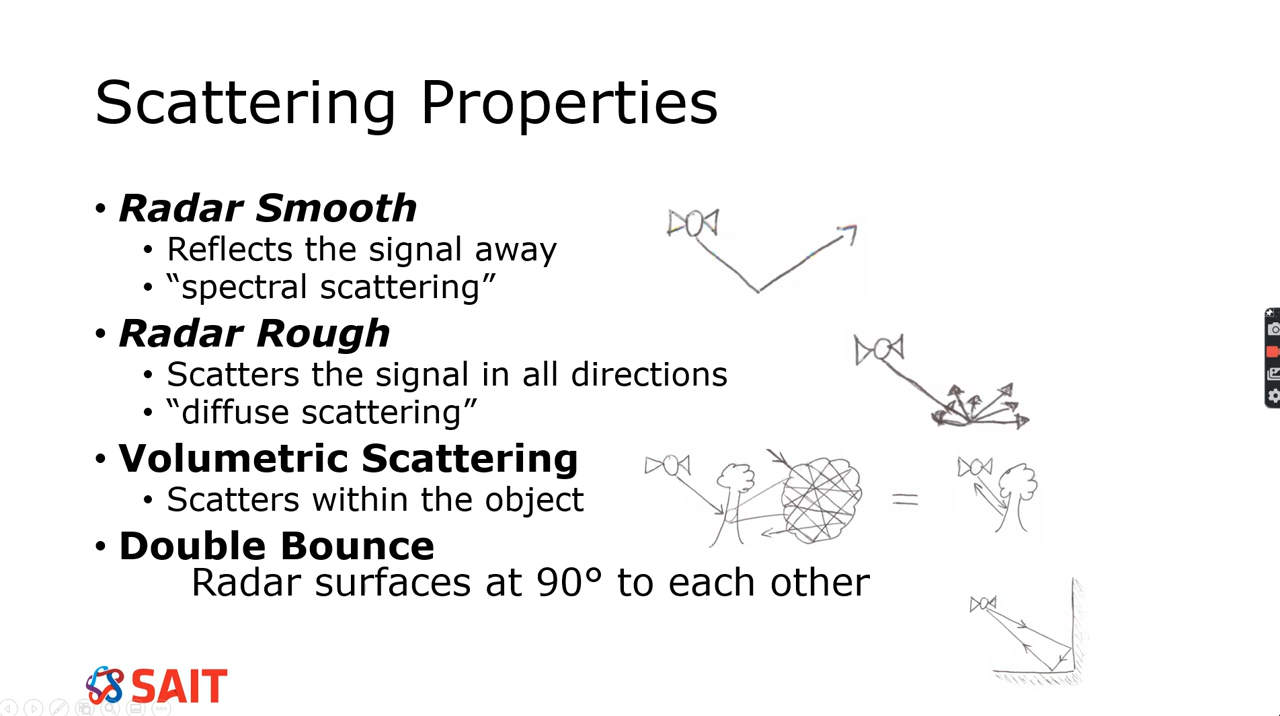 Scattering Properties
• Radar Smooth
• Reflects the signal away
• “spectral scattering”
• Radar Rough
• Scatters the signal in all directions
• “diffuse scattering”
• Volumetric Scattering
• Scatters within the object
=
• Double Bounce
Radar surfaces at 90° to each other
SAIT